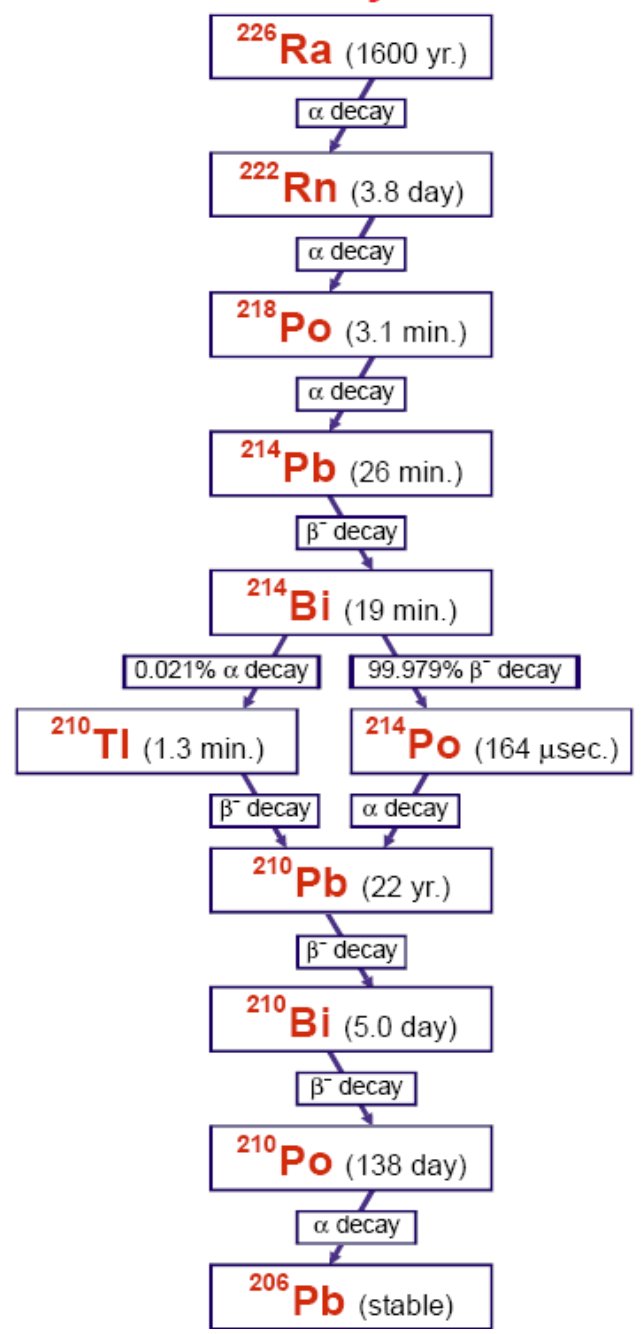 ²²⁶Ra (1600 yr.)
α decay
²²²Rn (3.8 day)
α decay
²¹⁸Po (3.1 min.)
α decay
²¹⁴Pb (26 min.)
β⁻ decay
²¹⁴Bi (19 min.)
0.021% α decay
99.979% β⁻ decay
²¹⁰Tl (1.3 min.)
²¹⁴Po (164 μsec.)
β⁻ decay
α decay
²¹⁰Pb (22 yr.)
β⁻ decay
²¹⁰Bi (5.0 day)
β⁻ decay
²¹⁰Po (138 day)
α decay
²⁰⁶Pb (stable)